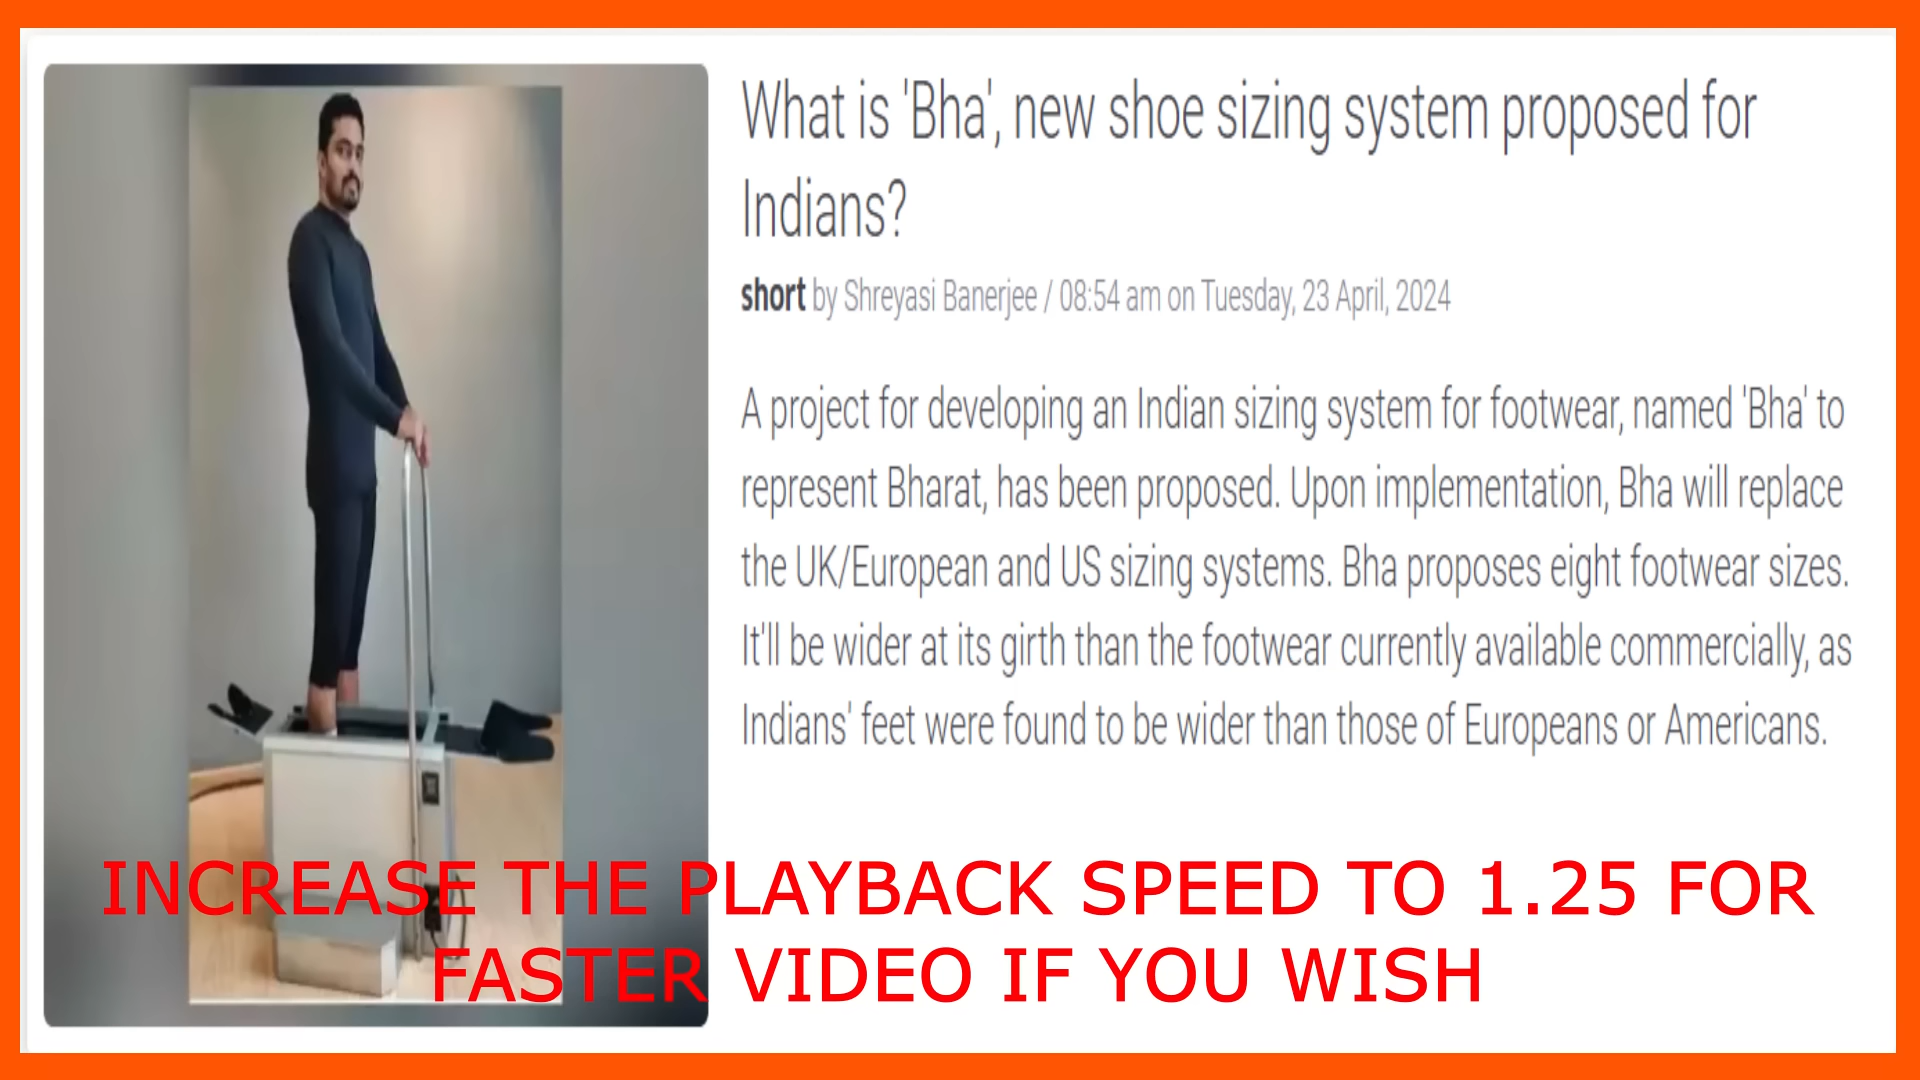 What is 'Bha', new shoe sizing system proposed for
Indians?
short by Shreyasi Banerjee / 08:54 am on Tuesday, 23 April, 2024
A project for developing an Indian sizing system for footwear, named 'Bha' to
represent Bharat, has been proposed. Upon implementation, Bha will replace
the UK/European and US sizing systems. Bha proposes eight footwear sizes.
It'll be wider at its girth than the footwear currently available commercially, as
Indians' feet were found to be wider than those of Europeans or Americans.
INCREASE THE PLAYBACK SPEED TO 1.25 FOR
FASTER VIDEO IF YOU WISH